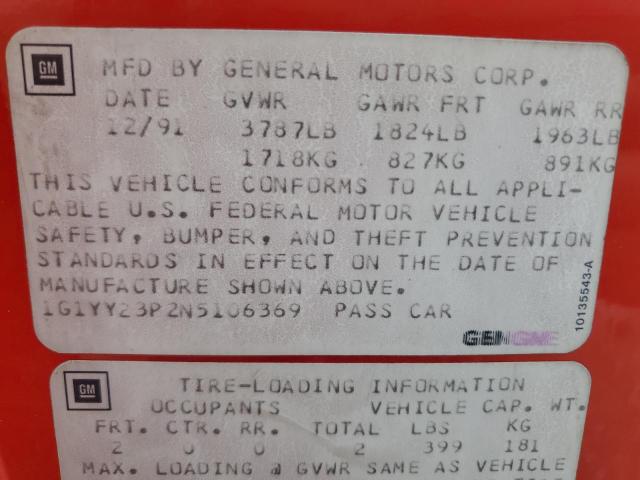 GM MFD BY GENERAL MOTORS CORP.
DATE GVWR GAWR FRT GAWR RR
12/91 3787LB 1824LB 1963LB
1718KG 827KG 891KG
THIS VEHICLE CONFORMS TO ALL APPLI-
CABLE U.S. FEDERAL MOTOR VEHICLE
SAFETY, BUMPER, AND THEFT PREVENTION
STANDARDS IN EFFECT ON THE DATE OF
MANUFACTURE SHOWN ABOVE.
1G1YY23P2N5106369 PASS CAR
10135543-A
GM TIRE-LOADING INFORMATION
OCCUPANTS VEHICLE CAP. WT.
FRT. CTR. RR. TOTAL LBS KG
2 0 0 2 399 181
MAX. LOADING @ GVWR SAME AS VEHICLE